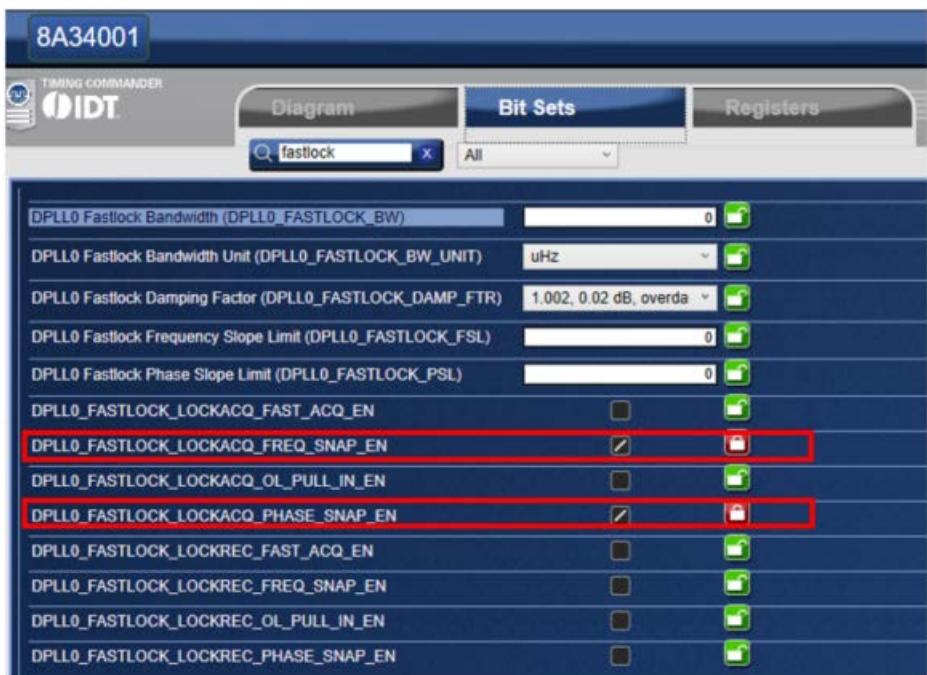 8A34001
TIMING COMMANDER
IDT
Diagram
Bit Sets
Registers
fastlock X All
DPLL0 Fastlock Bandwidth (DPLL0_FASTLOCK_BW) 0
DPLL0 Fastlock Bandwidth Unit (DPLL0_FASTLOCK_BW_UNIT) uHz
DPLL0 Fastlock Damping Factor (DPLL0_FASTLOCK_DAMP_FTR) 1.002, 0.02 dB, overda
DPLL0 Fastlock Frequency Slope Limit (DPLL0_FASTLOCK_FSL) 0
DPLL0 Fastlock Phase Slope Limit (DPLL0_FASTLOCK_PSL) 0
DPLL0_FASTLOCK_LOCKACQ_FAST_ACQ_EN
DPLL0_FASTLOCK_LOCKACQ_FREQ_SNAP_EN
DPLL0_FASTLOCK_LOCKACQ_OL_PULL_IN_EN
DPLL0_FASTLOCK_LOCKACQ_PHASE_SNAP_EN
DPLL0_FASTLOCK_LOCKREC_FAST_ACQ_EN
DPLL0_FASTLOCK_LOCKREC_FREQ_SNAP_EN
DPLL0_FASTLOCK_LOCKREC_OL_PULL_IN_EN
DPLL0_FASTLOCK_LOCKREC_PHASE_SNAP_EN